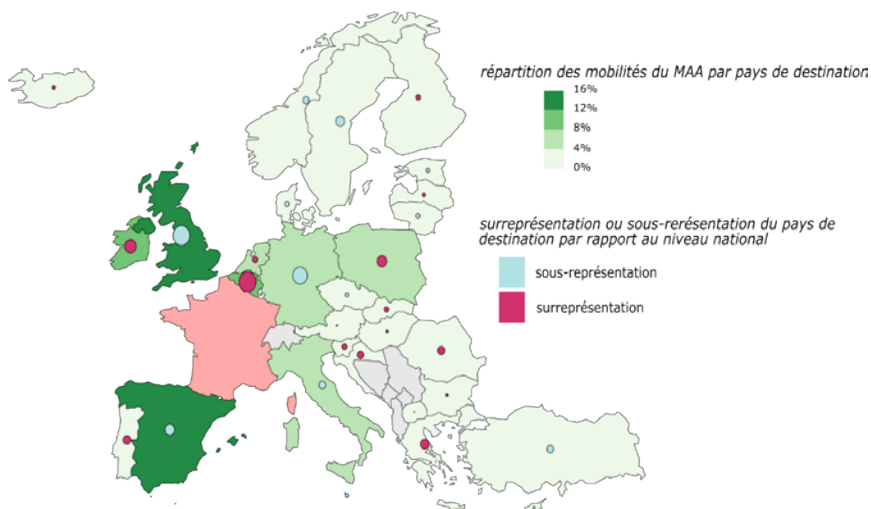 répartition des mobilités du MAA par pays de destination
16%
12%
8%
4%
0%
surreprésentation ou sous-rerésentation du pays de
destination par rapport au niveau national
sous-représentation
surreprésentation